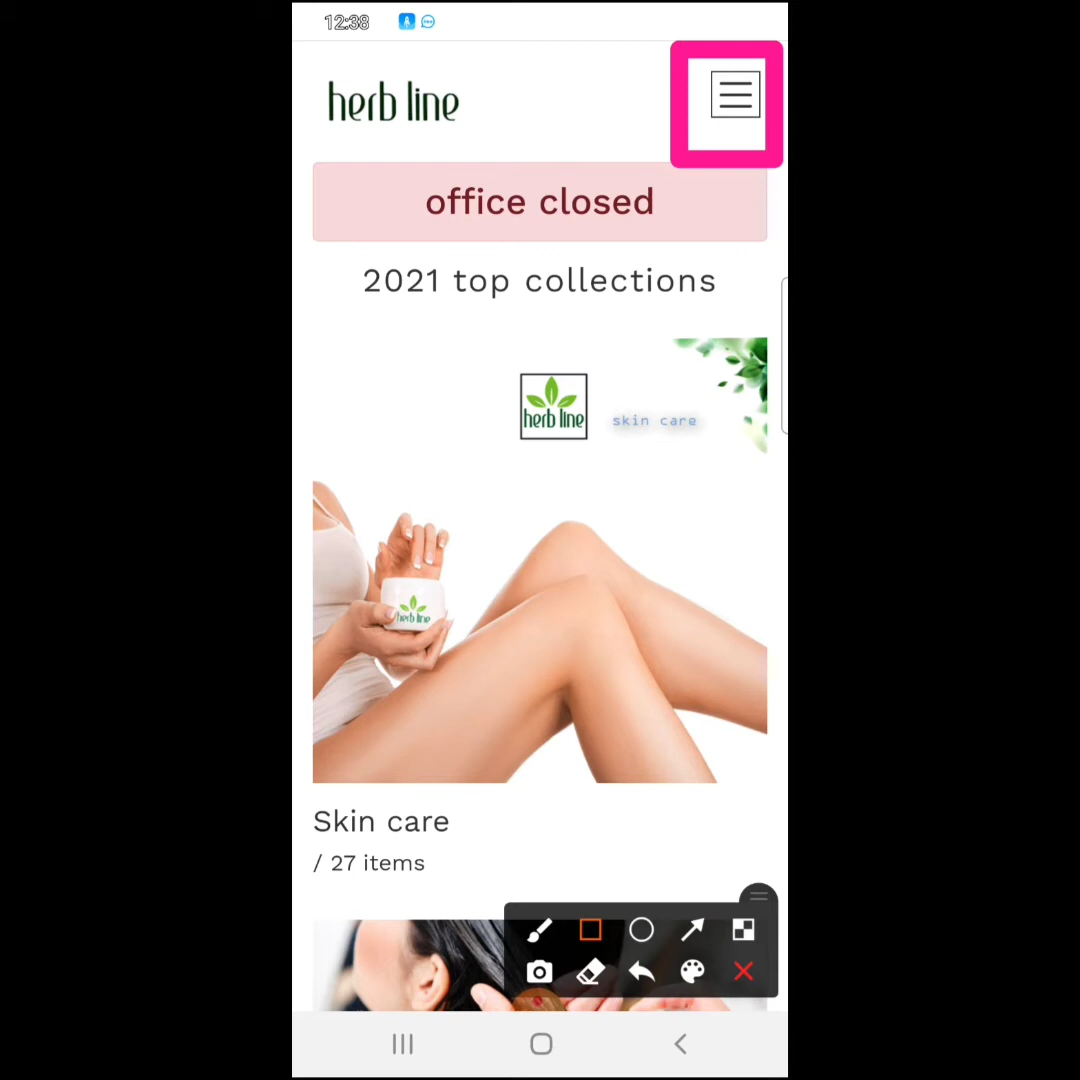 12:38
herb line
office closed
2021 top collections
herb line
skin care
herb line
Skin care
/ 27 items